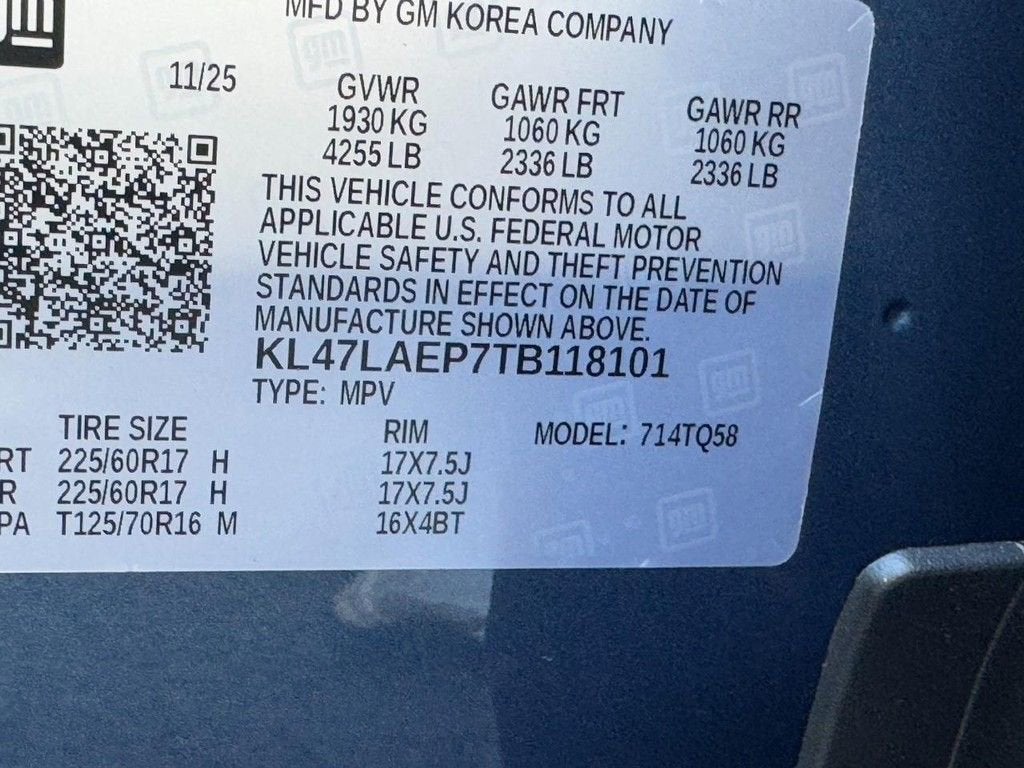 gm
MFD BY GM KOREA COMPANY
11/25
GVWR GAWR FRT GAWR RR
1930 KG 1060 KG 1060 KG
4255 LB 2336 LB 2336 LB
THIS VEHICLE CONFORMS TO ALL
APPLICABLE U.S. FEDERAL MOTOR
VEHICLE SAFETY AND THEFT PREVENTION
STANDARDS IN EFFECT ON THE DATE OF
MANUFACTURE SHOWN ABOVE.
KL47LAEP7TB118101
TYPE: MPV
TIRE SIZE RIM MODEL: 714TQ58
RT 225/60R17 H 17X7.5J
R 225/60R17 H 17X7.5J
PA T125/70R16 M 16X4BT